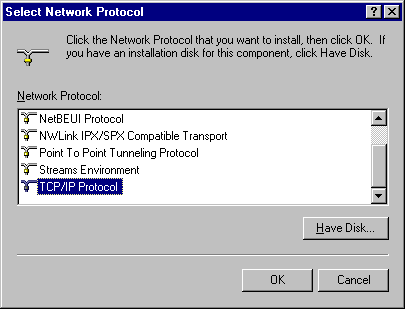 Select Network Protocol
Click the Network Protocol that you want to install, then click OK. If
you have an installation disk for this component, click Have Disk.
Network Protocol:
NetBEUI Protocol
NWLink IPX/SPX Compatible Transport
Point To Point Tunneling Protocol
Streams Environment
TCP/IP Protocol
Have Disk...
OK
Cancel